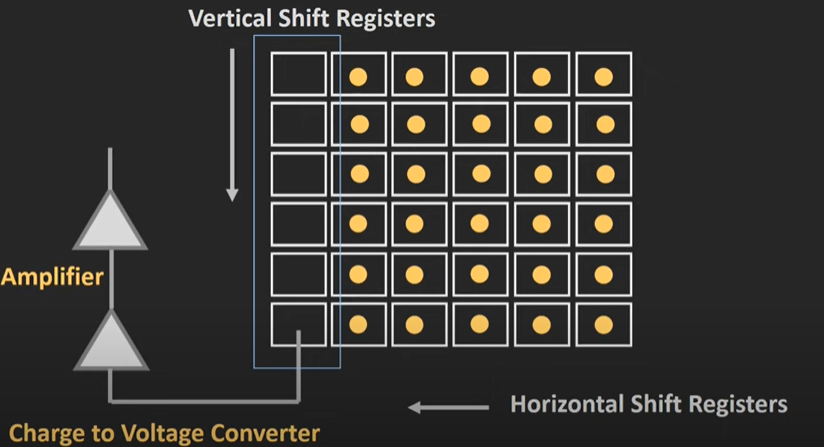 Vertical Shift Registers
Amplifier
Horizontal Shift Registers
Charge to Voltage Converter